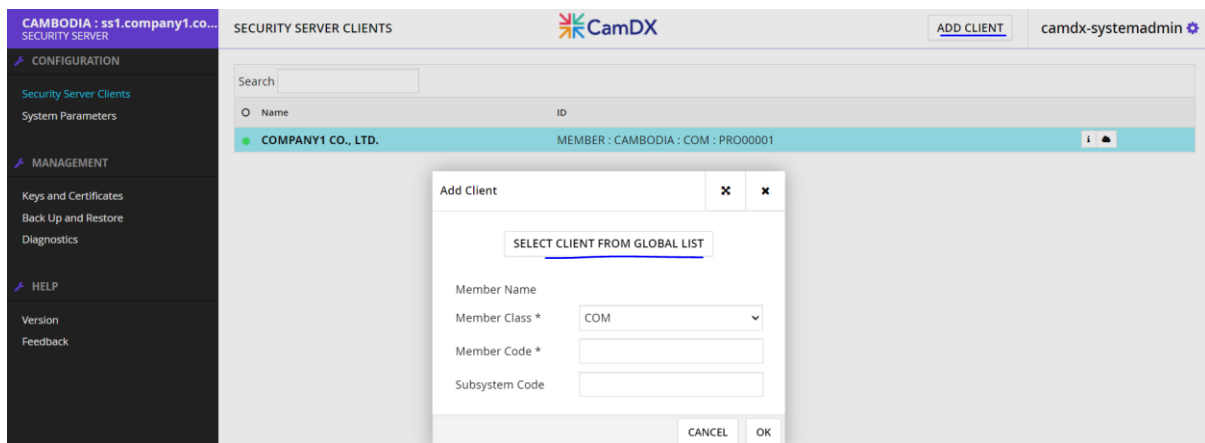 CAMBODIA : ss1.company1.co...
SECURITY SERVER
SECURITY SERVER CLIENTS
CamDX
ADD CLIENT
camdx-systemadmin
CONFIGURATION
Security Server Clients
System Parameters
MANAGEMENT
Keys and Certificates
Back Up and Restore
Diagnostics
HELP
Version
Feedback
Search
Name ID
COMPANY1 CO., LTD. MEMBER : CAMBODIA : COM : PRO00001 i
Add Client
SELECT CLIENT FROM GLOBAL LIST
Member Name
Member Class * COM
Member Code *
Subsystem Code
CANCEL OK